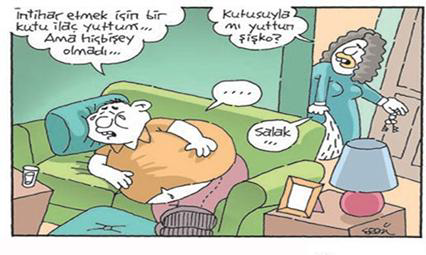 İntihar etmek için bir
kutu ilaç yuttum...
Ama hiçbişey
olmadı...
Kutusuyla
mı yuttun
şişko?
....
Salak
...